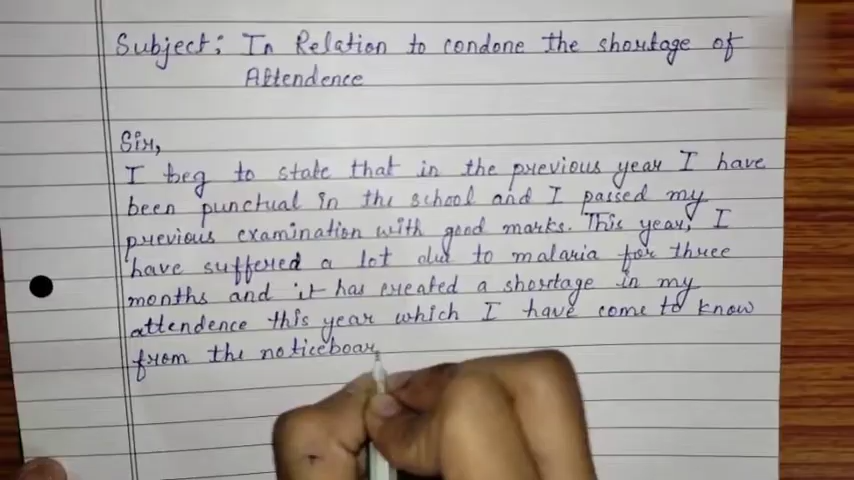 Subject: In Relation to condone the shortage of
Attendence
Sir,
I beg to state that in the previous year I have
been punctual in the school and I passed my
previous examination with good marks. This year, I
have suffered a lot due to malaria for three
months and it has created a shortage in my
attendence this year which I have come to know
from the noticeboar